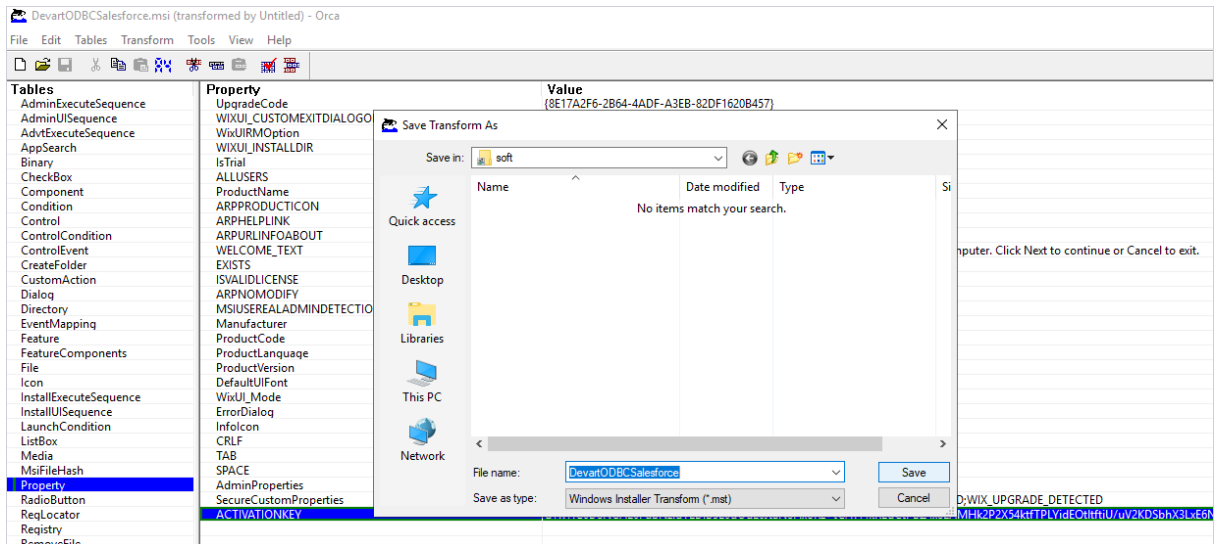 DevartODBCSalesforce.msi (transformed by Untitled) - Orca
File Edit Tables Transform Tools View Help
Tables
AdminExecuteSequence
AdminUISequence
AdvtExecuteSequence
AppSearch
Binary
CheckBox
Component
Condition
Control
ControlCondition
ControlEvent
CreateFolder
CustomAction
Dialog
Directory
EventMapping
Feature
FeatureComponents
File
Icon
InstallExecuteSequence
InstallUISequence
LaunchCondition
ListBox
Media
MsiFileHash
Property
RadioButton
RegLocator
Registry
RemoveFile
Property Value
UpgradeCode {8E17A2F6-2B64-4ADF-A3EB-82DF1620B457}
WIXUI_CUSTOMEXITDIALOGO
WixUIRMOption
WIXUI_INSTALLDIR
IsTrial
ALLUSERS
ProductName
ARPPRODUCTICON
ARPHELPLINK
ARPURLINFOABOUT
WELCOME_TEXT nputer. Click Next to continue or Cancel to exit.
EXISTS
ISVALIDLICENSE
ARPNOMODIFY
MSIUSEREALADMINDETECTIO
Manufacturer
ProductCode
ProductLanguage
ProductVersion
DefaultUIFont
WixUI_Mode
ErrorDialog
InfoIcon
CRLF
TAB
SPACE
AdminProperties
SecureCustomProperties D;WIX_UPGRADE_DETECTED
ACTIVATIONKEY
Save Transform As
Save in: soft
Quick access
Desktop
Libraries
This PC
Network
Name Date modified Type Si
No items match your search.
File name: DevartODBCSalesforce Save
Save as type: Windows Installer Transform (*.mst) Cancel